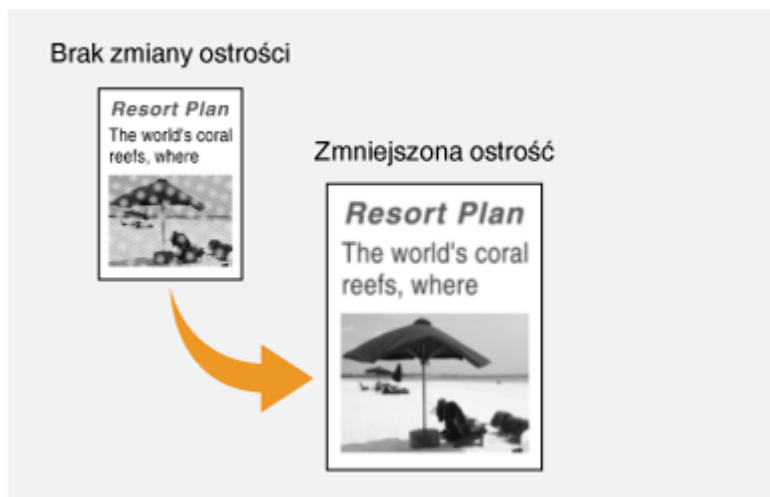 Brak zmiany ostrości
Resort Plan
The world's coral
reefs, where
Zmniejszona ostrość
Resort Plan
The world's coral
reefs, where